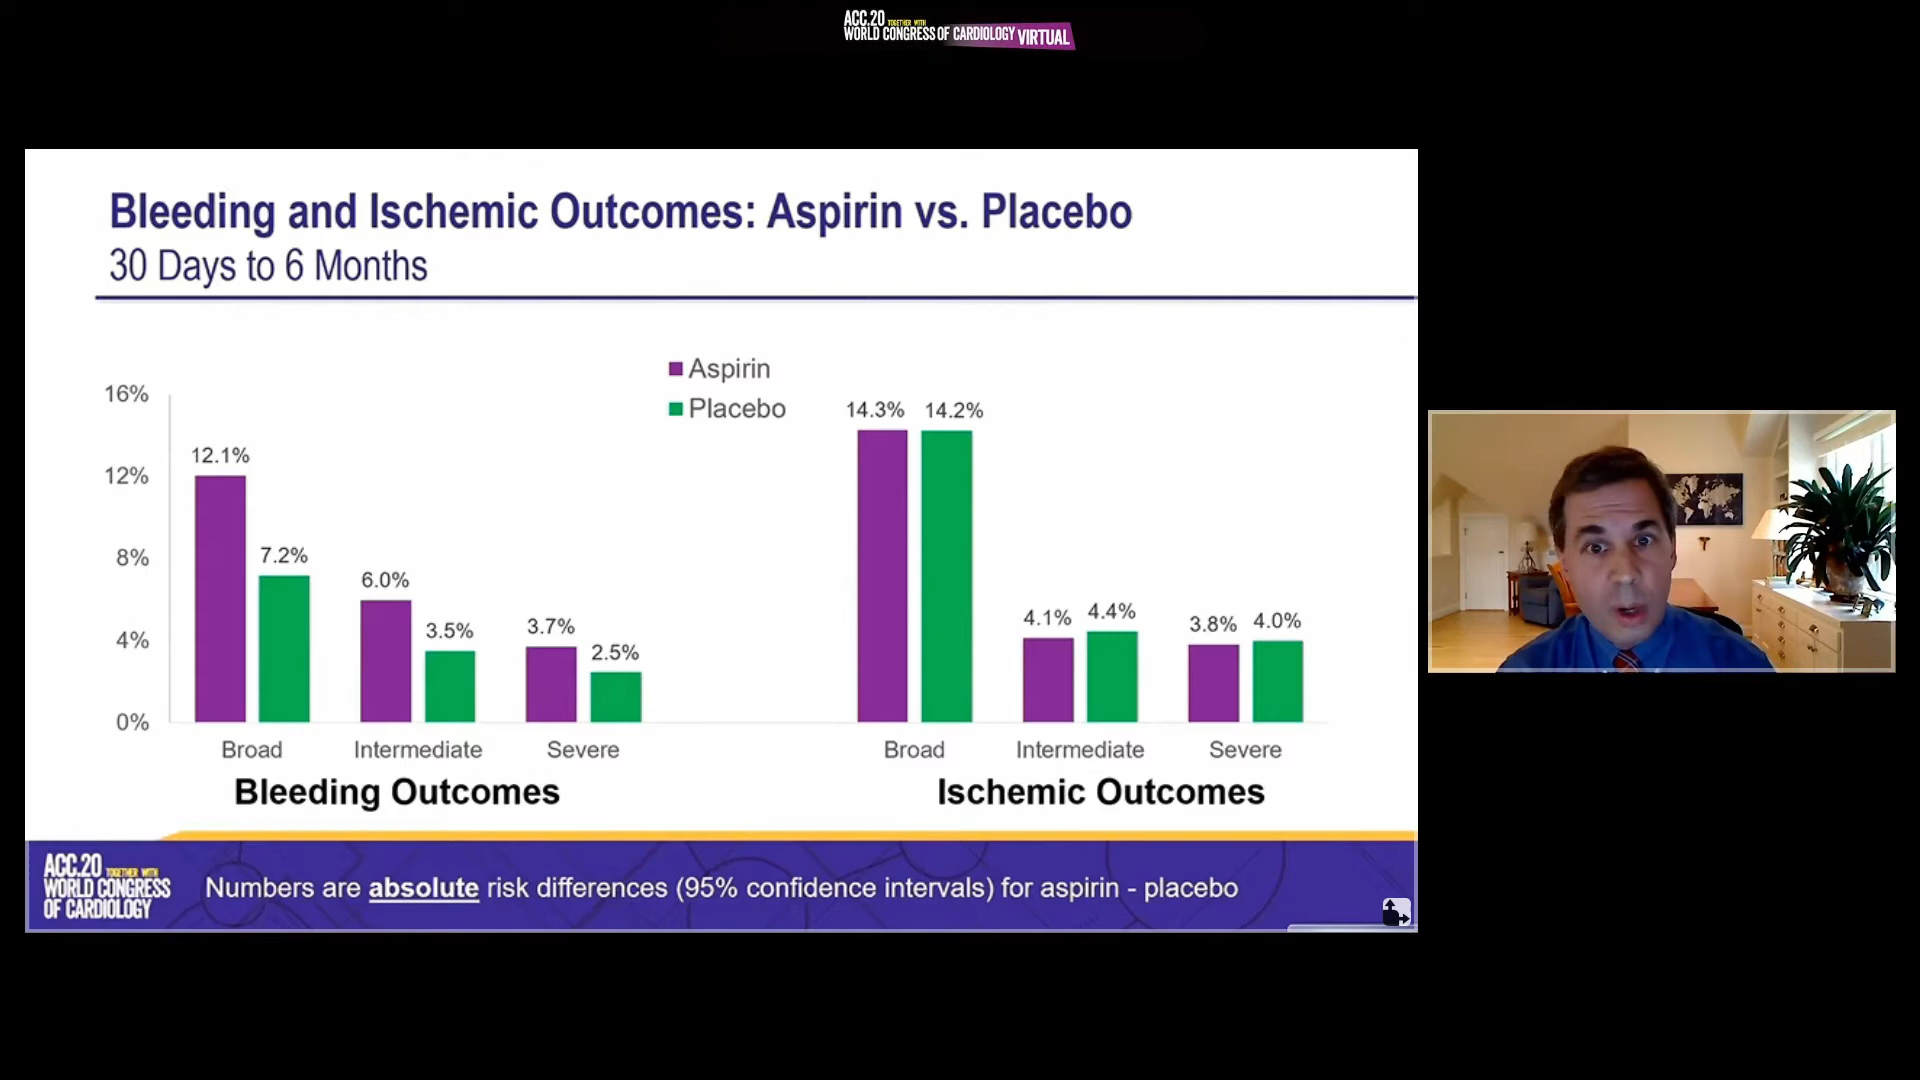 ACC.20 TOGETHER WITH
WORLD CONGRESS OF CARDIOLOGY VIRTUAL
Bleeding and Ischemic Outcomes: Aspirin vs. Placebo
30 Days to 6 Months
Aspirin
Placebo
16%
12%
8%
4%
0%
12.1%
7.2%
6.0%
3.5%
3.7%
2.5%
Broad
Intermediate
Severe
Bleeding Outcomes
14.3%
14.2%
4.1%
4.4%
3.8%
4.0%
Broad
Intermediate
Severe
Ischemic Outcomes
ACC.20 TOGETHER WITH
WORLD CONGRESS
OF CARDIOLOGY
Numbers are absolute risk differences (95% confidence intervals) for aspirin - placebo